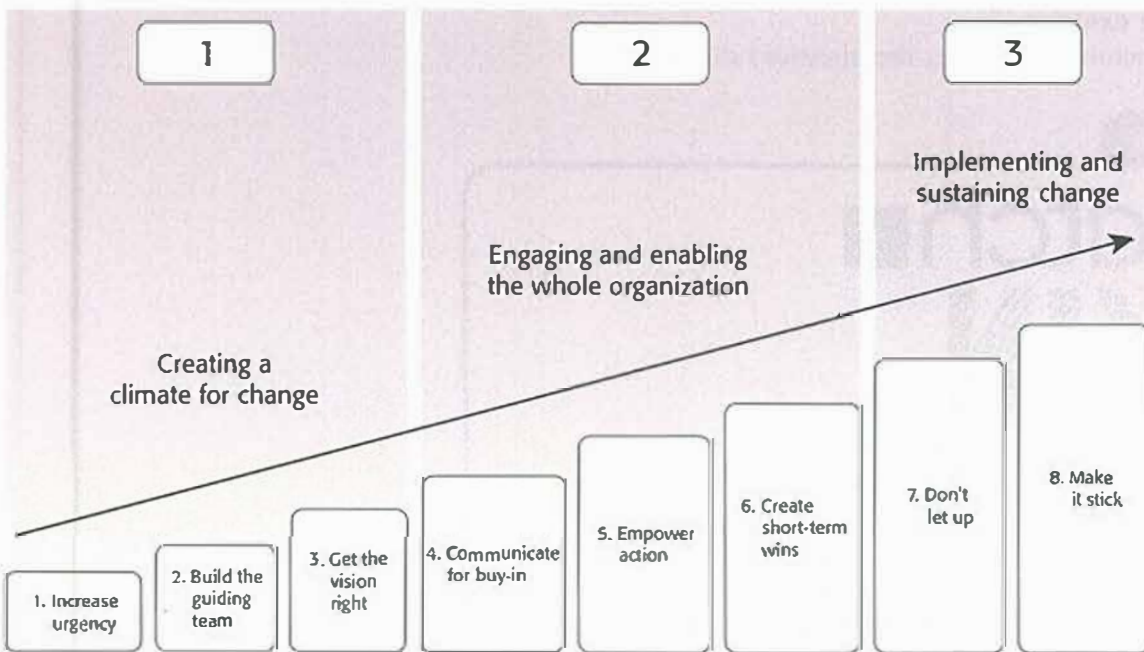 1
2
3
Implementing and
sustaining change
Engaging and enabling
the whole organization
Creating a
climate for change
1. Increase
urgency
2. Build the
guiding
team
3. Get the
vision
right
4. Communicate
for buy-in
5. Empower
action
6. Create
short-term
wins
7. Don't
let up
8. Make
it stick